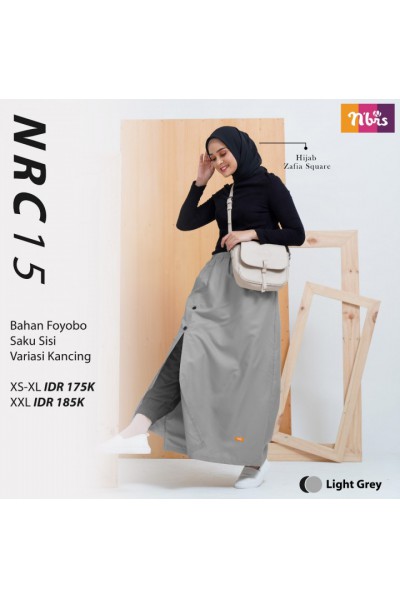 N'brs
Hijab
Zafia Square
NRC15
Bahan Foyobo
Saku Sisi
Variasi Kancing
XS-XL IDR 175K
XXL IDR 185K
Light Grey